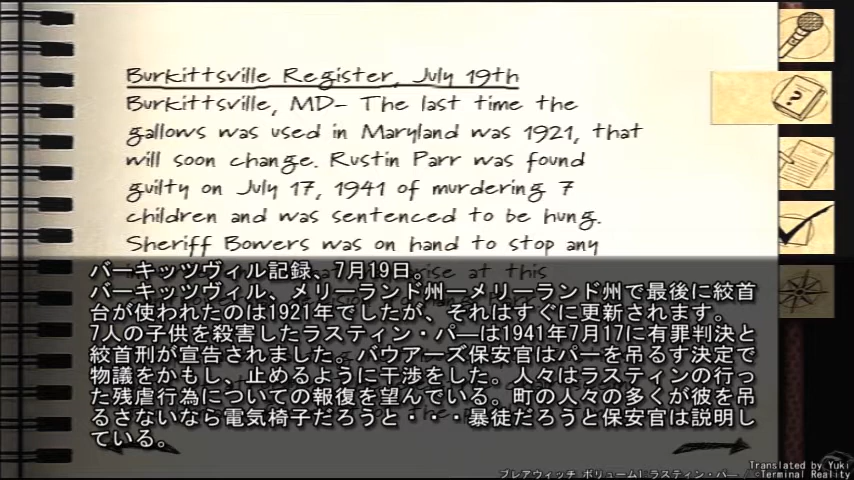 Burkittsville Register, July 19th
Burkittsville, MD- The last time the
gallows was used in Maryland was 1921, that
will soon change. Rustin Parr was found
guilty on July 17, 1941 of murdering 7
children and was sentenced to be hung.
Sheriff Bowers was on hand to stop any
at this
バーキッツヴィル記録、7月19日。
バーキッツヴィル、メリーランド州ーメリーランド州で最後に絞首
台が使われたのは1921年でしたが、それはすぐに更新されます。
7人の子供を殺害したラスティン・パーは1941年7月17に有罪判決と
絞首刑が宣告されました。バウアーズ保安官はパーを吊るす決定で
物議をかもし、止めるように干渉をした。人々はラスティンの行っ
た残虐行為についての報復を望んでいる。町の人々の多くが彼を吊
るさないなら電気椅子だろうと・・・暴徒だろうと保安官は説明し
ている。
Translated by Yuki
ブレアウィッチ ボリューム1:ラスティン・パー / ©Terminal Reality